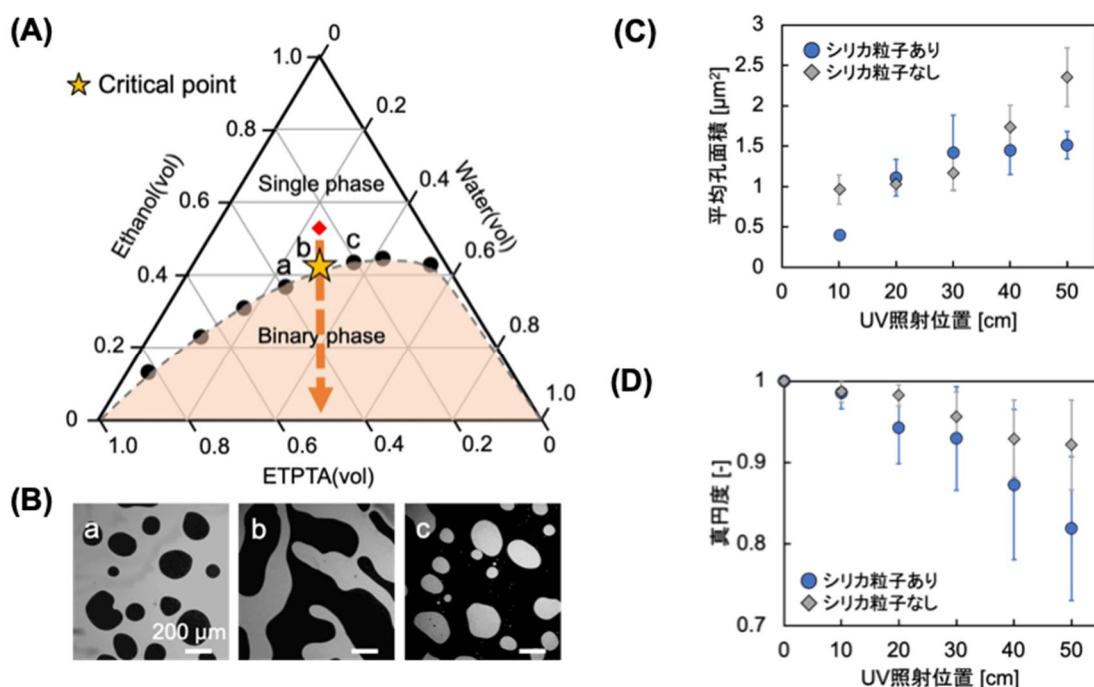 (A)
Critical point
0
1.0
0.2
0.8
0.4
0.6
0.6
0.4
0.8
0.2
1.0
0
Ethanol(vol)
Water(vol)
Single phase
a
b
c
Binary phase
1.0
0.8
0.6
0.4
0.2
0
ETPTA(vol)
(B)
a
200 μm
b
c
(C)
平均孔面積 [μm²]
3
2.5
2
1.5
1
0.5
0
シリカ粒子あり
シリカ粒子なし
0 10 20 30 40 50
UV照射位置 [cm]
(D)
真円度 [-]
1
0.9
0.8
0.7
シリカ粒子あり
シリカ粒子なし
0 10 20 30 40 50
UV照射位置 [cm]